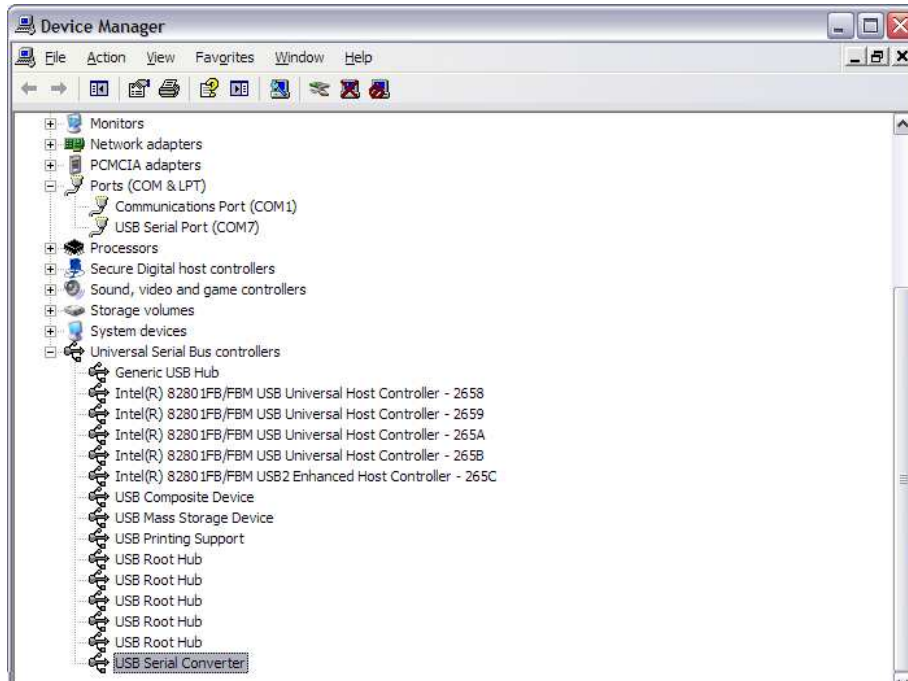 Device Manager
File Action View Favorites Window Help
Monitors
Network adapters
PCMCIA adapters
Ports (COM & LPT)
Communications Port (COM1)
USB Serial Port (COM7)
Processors
Secure Digital host controllers
Sound, video and game controllers
Storage volumes
System devices
Universal Serial Bus controllers
Generic USB Hub
Intel(R) 82801FB/FBM USB Universal Host Controller - 2658
Intel(R) 82801FB/FBM USB Universal Host Controller - 2659
Intel(R) 82801FB/FBM USB Universal Host Controller - 265A
Intel(R) 82801FB/FBM USB Universal Host Controller - 265B
Intel(R) 82801FB/FBM USB2 Enhanced Host Controller - 265C
USB Composite Device
USB Mass Storage Device
USB Printing Support
USB Root Hub
USB Root Hub
USB Root Hub
USB Root Hub
USB Root Hub
USB Serial Converter